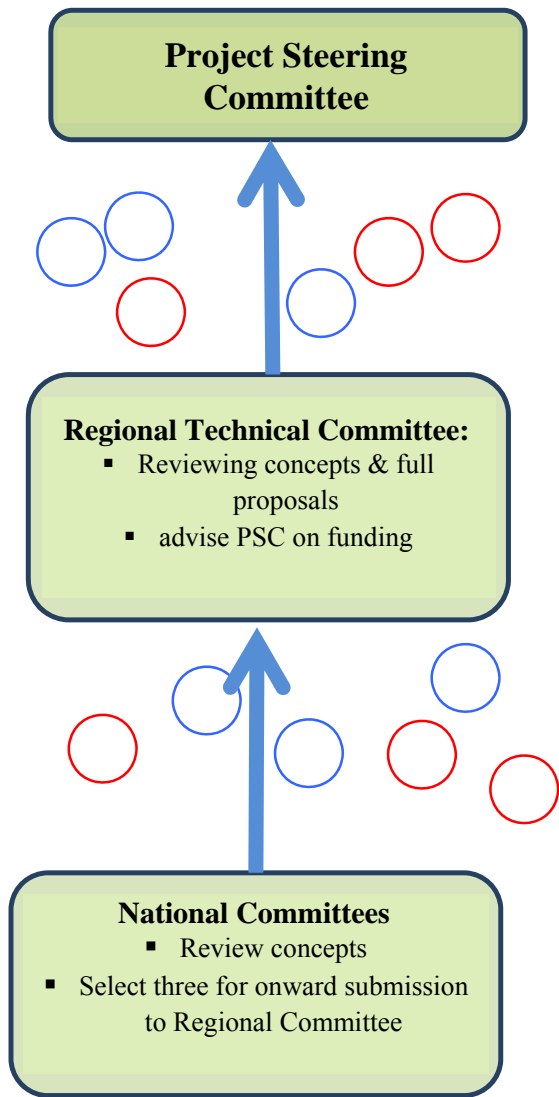 Project Steering
Committee
Regional Technical Committee:
▪ Reviewing concepts & full
proposals
▪ advise PSC on funding
National Committees
▪ Review concepts
▪ Select three for onward submission
to Regional Committee